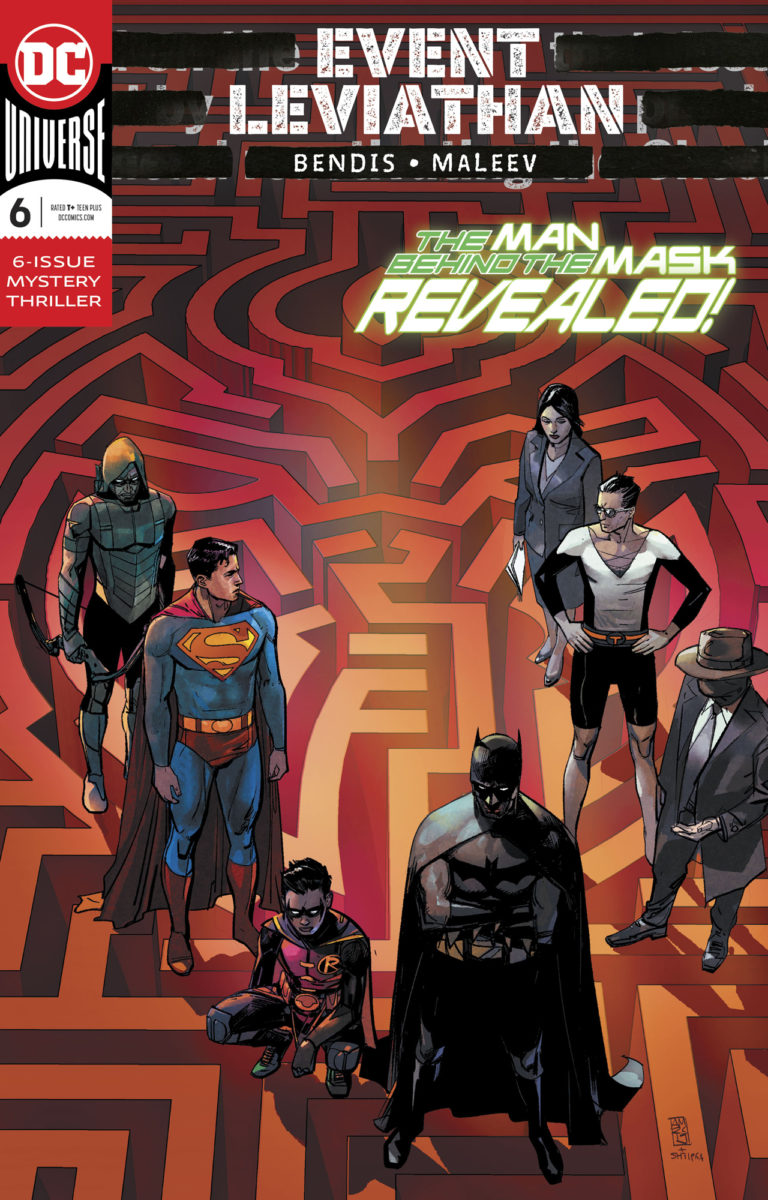 DC
UNIVERSE
6
RATED T+ TEEN PLUS
DCCOMICS.COM
6-ISSUE
MYSTERY
THRILLER
EVENT
LEVIATHAN
BENDIS • MALEEV
THE MAN
BEHIND THE MASK
REVEALED!
S
T
R